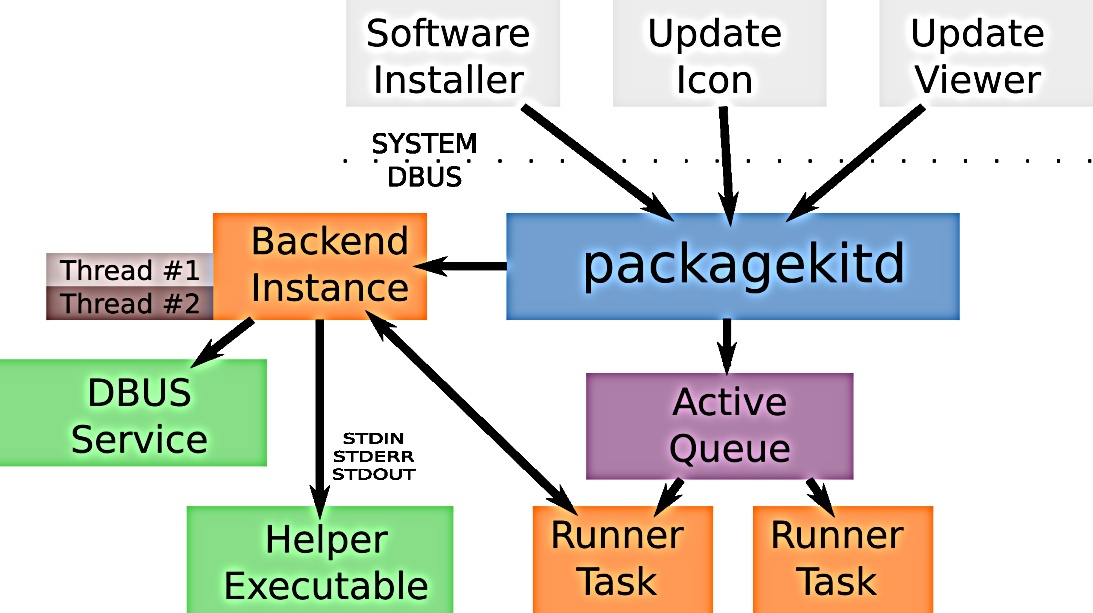 Software
Installer
Update
Icon
Update
Viewer
SYSTEM
DBUS
Backend
Instance
packagekitd
Thread #1
Thread #2
DBUS
Service
Active
Queue
STDIN
STDERR
STDOUT
Helper
Executable
Runner
Task
Runner
Task